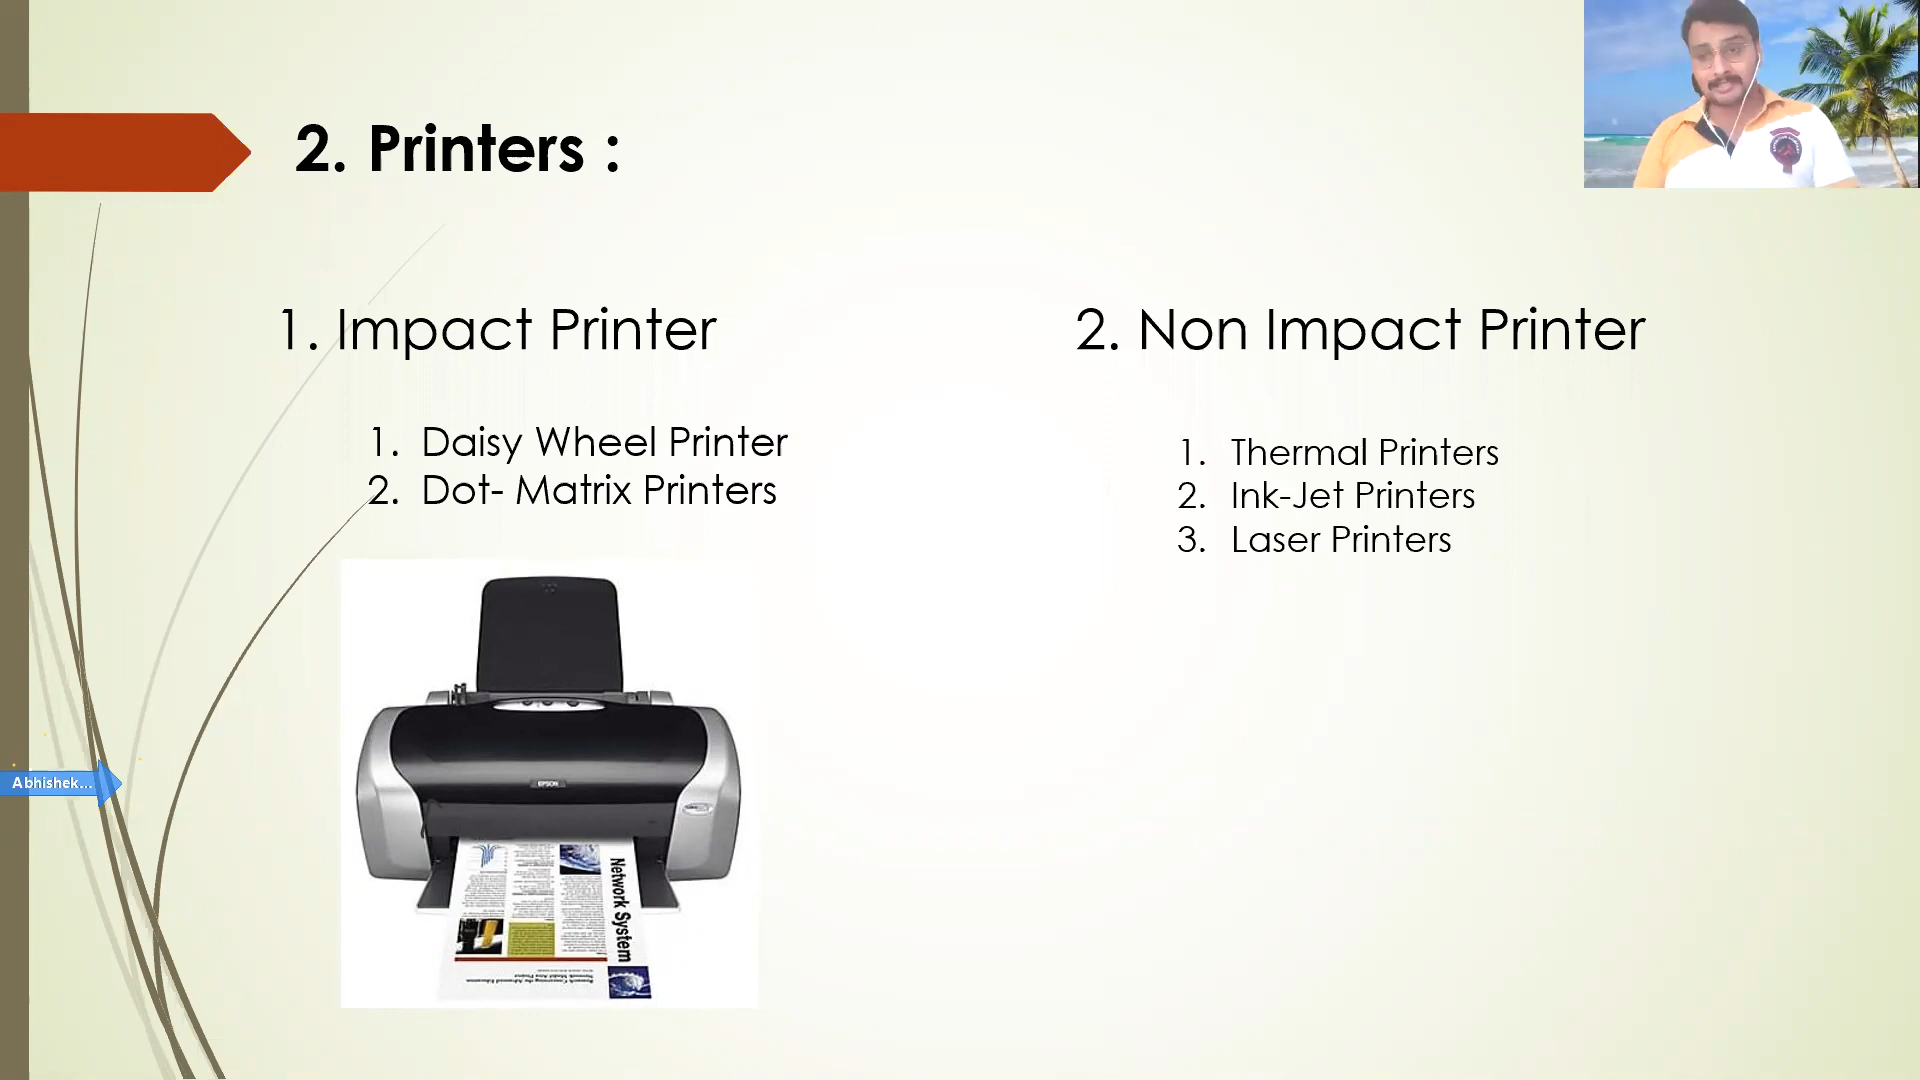 2. Printers :
1. Impact Printer
1. Daisy Wheel Printer
2. Dot- Matrix Printers
2. Non Impact Printer
1. Thermal Printers
2. Ink-Jet Printers
3. Laser Printers
Abhishek...
EPSON
Network System